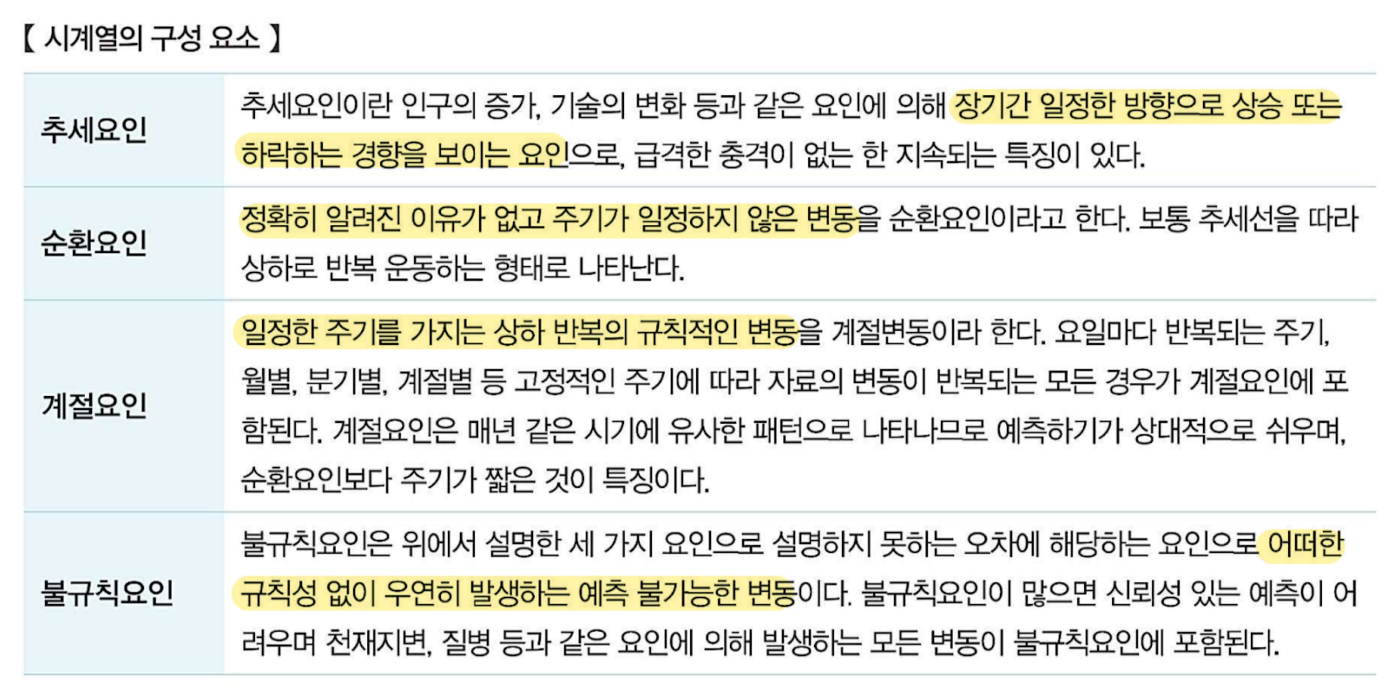 【 시계열의 구성 요소 】
추세요인
추세요인이란 인구의 증가, 기술의 변화 등과 같은 요인에 의해 장기간 일정한 방향으로 상승 또는
하락하는 경향을 보이는 요인으로, 급격한 충격이 없는 한 지속되는 특징이 있다.
순환요인
정확히 알려진 이유가 없고 주기가 일정하지 않은 변동을 순환요인이라고 한다. 보통 추세선을 따라
상하로 반복 운동하는 형태로 나타난다.
계절요인
일정한 주기를 가지는 상하 반복의 규칙적인 변동을 계절변동이라 한다. 요일마다 반복되는 주기,
월별, 분기별, 계절별 등 고정적인 주기에 따라 자료의 변동이 반복되는 모든 경우가 계절요인에 포
함된다. 계절요인은 매년 같은 시기에 유사한 패턴으로 나타나므로 예측하기가 상대적으로 쉬우며,
순환요인보다 주기가 짧은 것이 특징이다.
불규칙요인
불규칙요인은 위에서 설명한 세 가지 요인으로 설명하지 못하는 오차에 해당하는 요인으로 어떠한
규칙성 없이 우연히 발생하는 예측 불가능한 변동이다. 불규칙요인이 많으면 신뢰성 있는 예측이 어
려우며 천재지변, 질병 등과 같은 요인에 의해 발생하는 모든 변동이 불규칙요인에 포함된다.